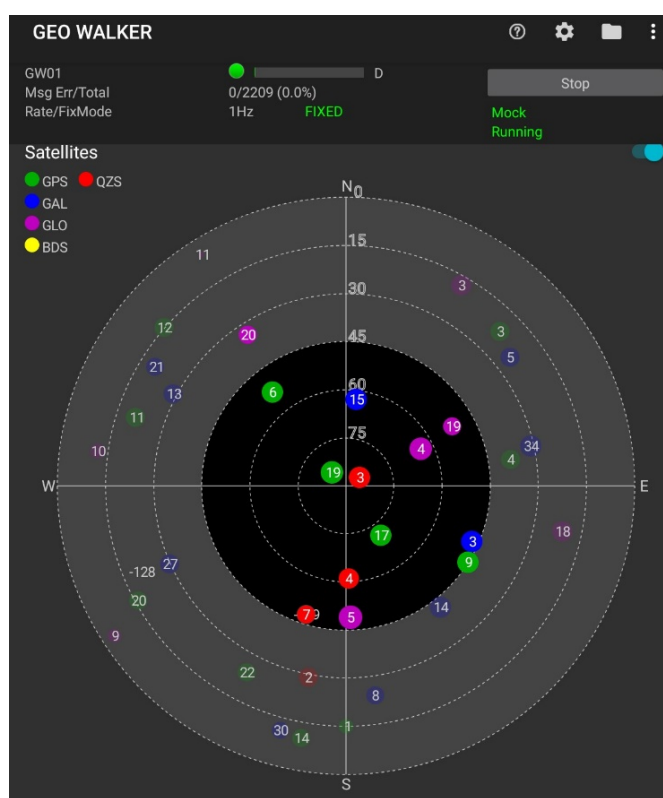 GEO WALKER
GW01
D
Msg Err/Total
0/2209 (0.0%)
Stop
Rate/FixMode
1Hz
FIXED
Mock
Running
Satellites
GPS QZS
GAL
GLO
BDS
N
0
11
15
3
30
12
20
3
45
5
21
13
6
60
15
11
19
75
34
10
4
4
19
3
W
E
18
17
3
9
27
-128
4
20
14
7
9
5
9
22
2
8
30
14
1
S